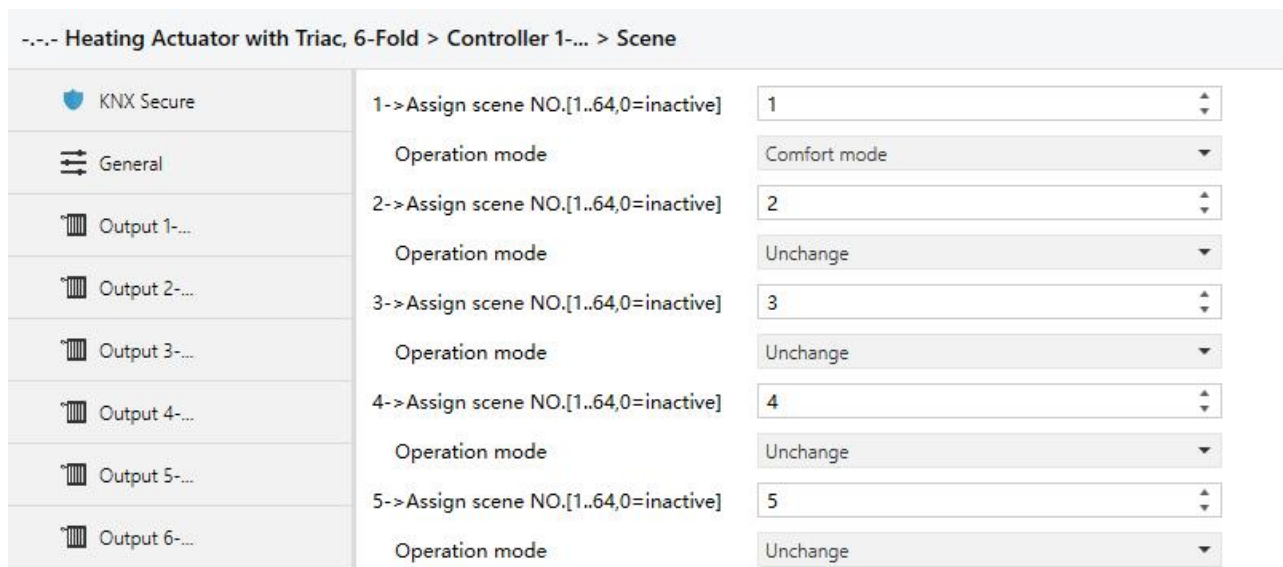 -.-.- Heating Actuator with Triac, 6-Fold > Controller 1-... > Scene
KNX Secure
General
Output 1-...
Output 2-...
Output 3-...
Output 4-...
Output 5-...
Output 6-...
1->Assign scene NO.[1..64,0=inactive] 1
Operation mode Comfort mode
2->Assign scene NO.[1..64,0=inactive] 2
Operation mode Unchange
3->Assign scene NO.[1..64,0=inactive] 3
Operation mode Unchange
4->Assign scene NO.[1..64,0=inactive] 4
Operation mode Unchange
5->Assign scene NO.[1..64,0=inactive] 5
Operation mode Unchange